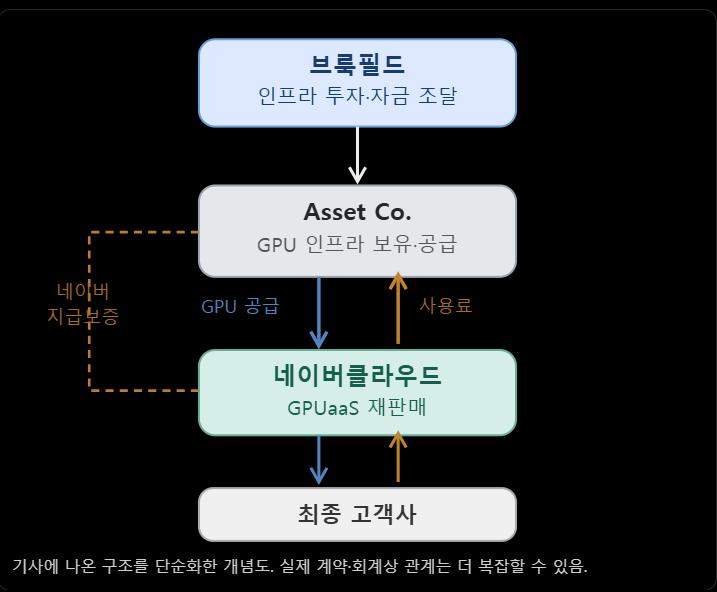 브룩필드
인프라 투자·자금 조달
Asset Co.
GPU 인프라 보유·공급
네이버
지급보증
GPU 공급
사용료
네이버클라우드
GPUaaS 재판매
최종 고객사
기사에 나온 구조를 단순화한 개념도. 실제 계약·회계상 관계는 더 복잡할 수 있음.